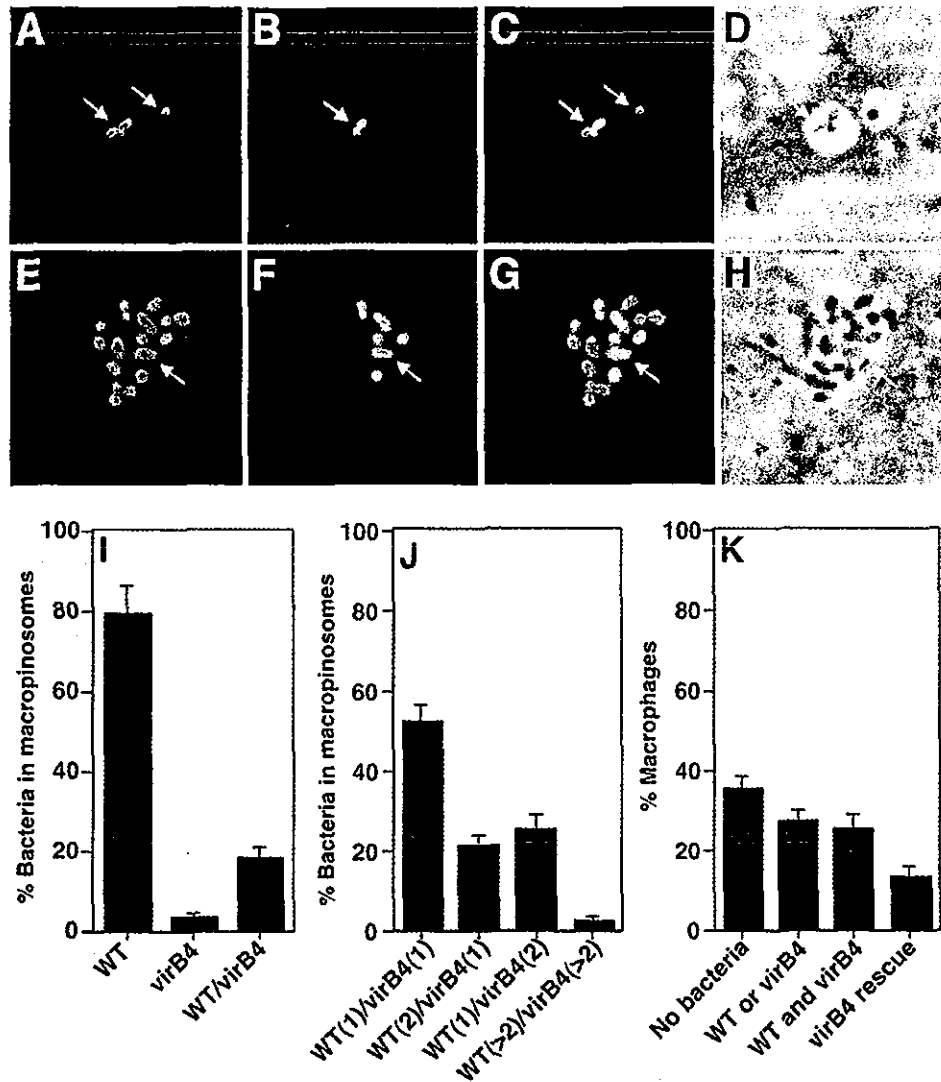 A
B
C
D
E
F
G
H
I
% Bacteria in macropinosomes
100
80
60
40
20
0
WT
virB4
WT/virB4
J
% Bacteria in macropinosomes
100
80
60
40
20
0
WT(1)/virB4(1)
WT(2)/virB4(1)
WT(1)/virB4(2)
WT(>2)/virB4(>2)
K
% Macrophages
100
80
60
40
20
0
No bacteria
WT or virB4
WT and virB4
virB4 rescue